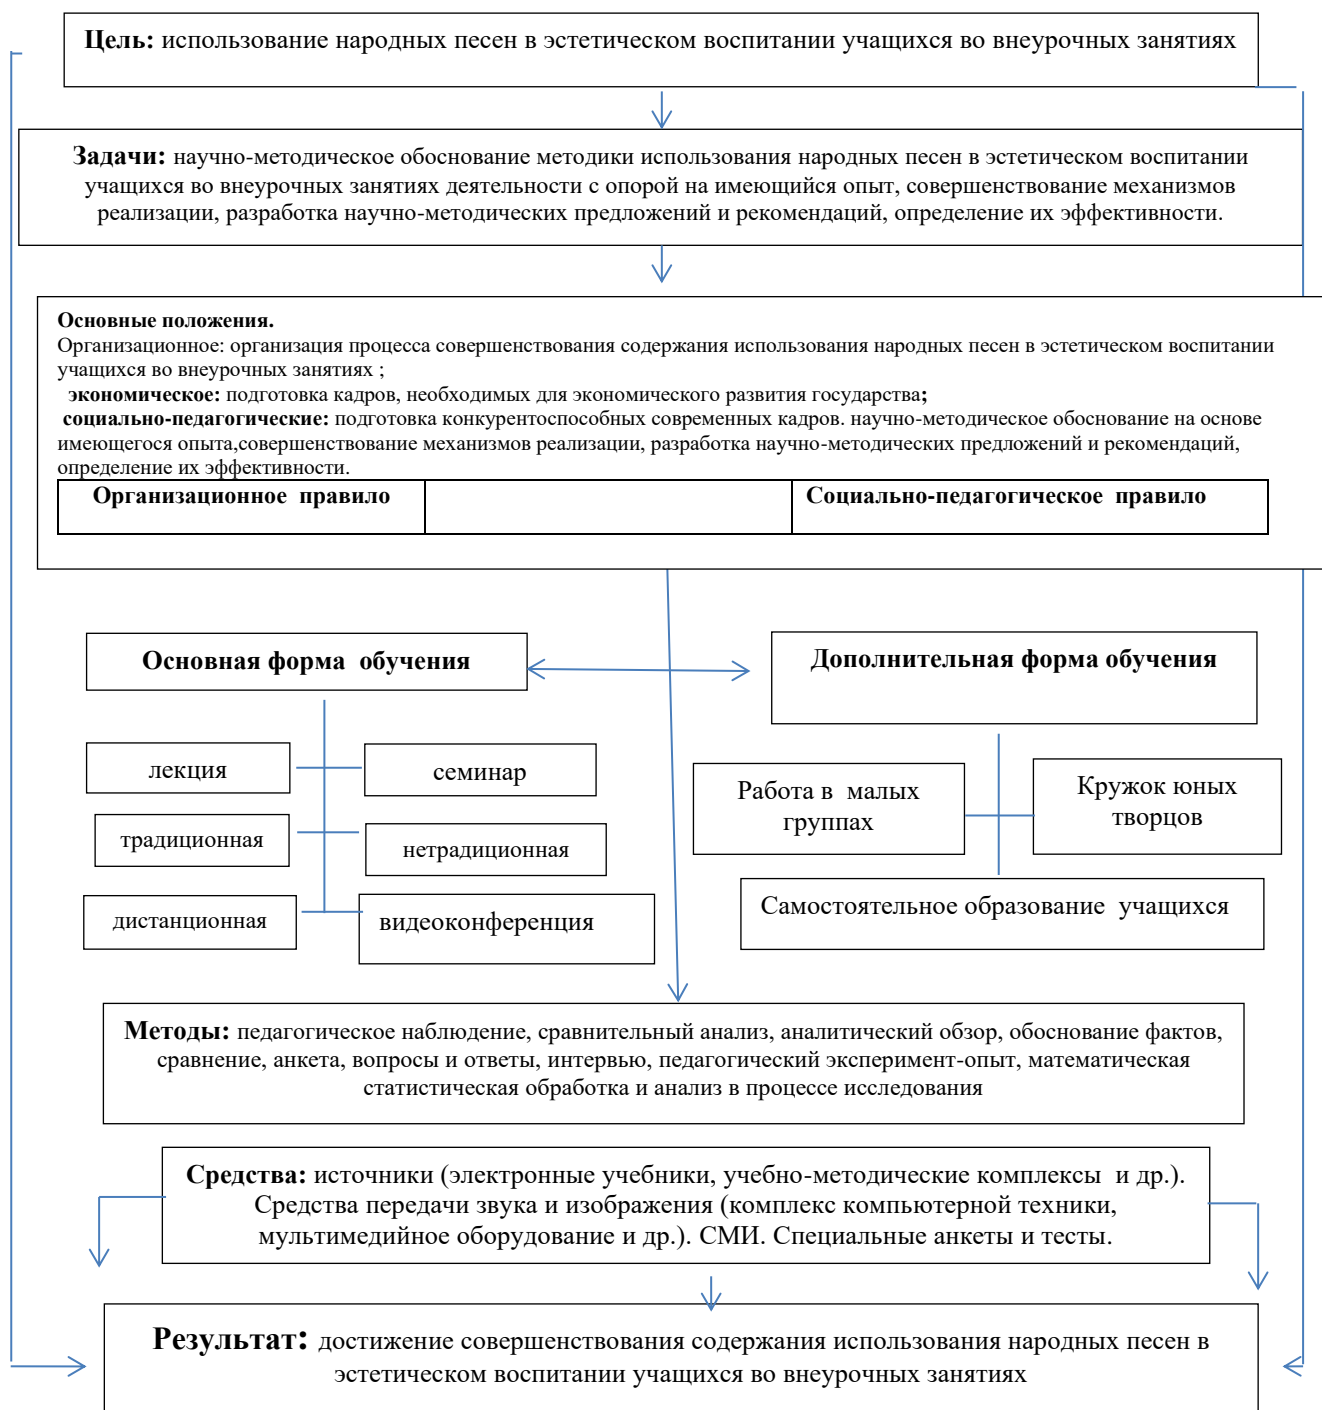 Цель: использование народных песен в эстетическом воспитании учащихся во внеурочных занятиях
Задачи: научно-методическое обоснование методики использования народных песен в эстетическом воспитании
учащихся во внеурочных занятиях деятельности с опорой на имеющийся опыт, совершенствование механизмов
реализации, разработка научно-методических предложений и рекомендаций, определение их эффективности.
Основные положения.
Организационное: организация процесса совершенствования содержания использования народных песен в эстетическом воспитании
учащихся во внеурочных занятиях ;
экономическое: подготовка кадров, необходимых для экономического развития государства;
социально-педагогические: подготовка конкурентоспособных современных кадров. научно-методическое обоснование на основе
имеющегося опыта,совершенствование механизмов реализации, разработка научно-методических предложений и рекомендаций,
определение их эффективности.
Организационное правило
Социально-педагогическое правило
Основная форма обучения
Дополнительная форма обучения
лекция
семинар
традиционная
нетрадиционная
дистанционная
видеоконференция
Работа в малых
группах
Кружок юных
творцов
Самостоятельное образование учащихся
Методы: педагогическое наблюдение, сравнительный анализ, аналитический обзор, обоснование фактов,
сравнение, анкета, вопросы и ответы, интервью, педагогический эксперимент-опыт, математическая
статистическая обработка и анализ в процессе исследования
Средства: источники (электронные учебники, учебно-методические комплексы и др.).
Средства передачи звука и изображения (комплекс компьютерной техники,
мультимедийное оборудование и др.). СМИ. Специальные анкеты и тесты.
Результат: достижение совершенствования содержания использования народных песен в
эстетическом воспитании учащихся во внеурочных занятиях